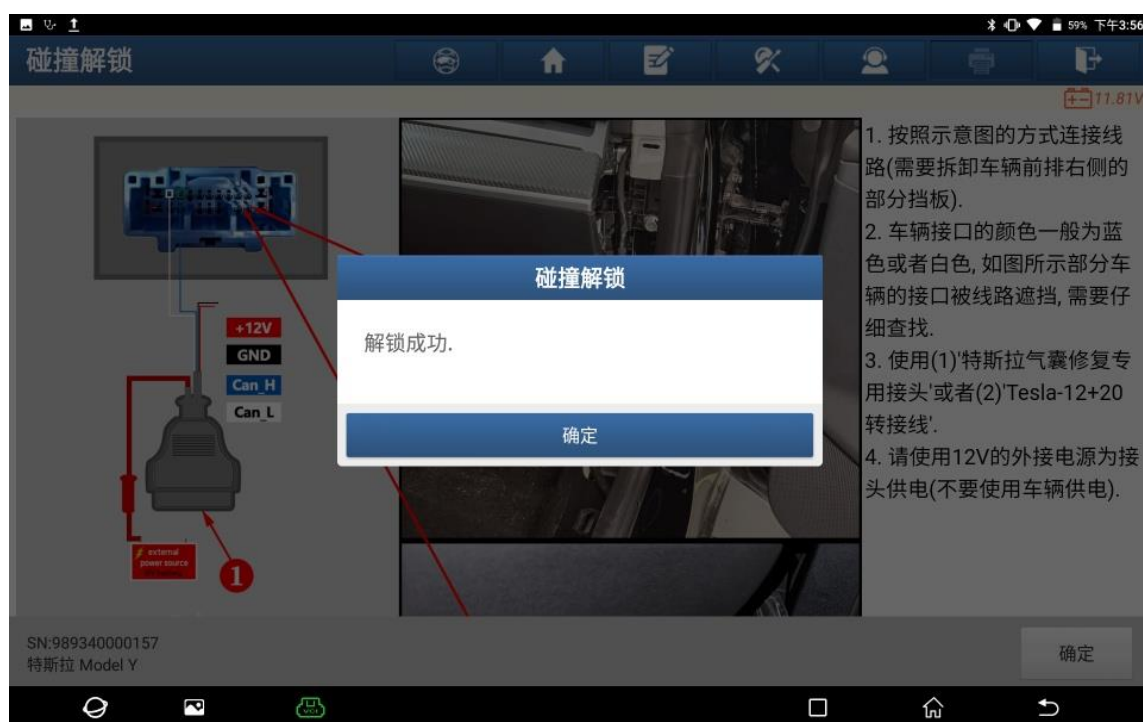 59% 下午3:56
碰撞解锁
11.81V
+12V
GND
Can_H
Can_L
external
power source
1
碰撞解锁
解锁成功.
确定
1. 按照示意图的方式连接线
路(需要拆卸车辆前排右侧的
部分挡板).
2. 车辆接口的颜色一般为蓝
色或者白色, 如图所示部分车
辆的接口被线路遮挡, 需要仔
细查找.
3. 使用(1)'特斯拉气囊修复专
用接头'或者(2)'Tesla-12+20
转接线'.
4. 请使用12V的外接电源为接
头供电(不要使用车辆供电).
SN:989340000157
特斯拉 Model Y
确定
VCI